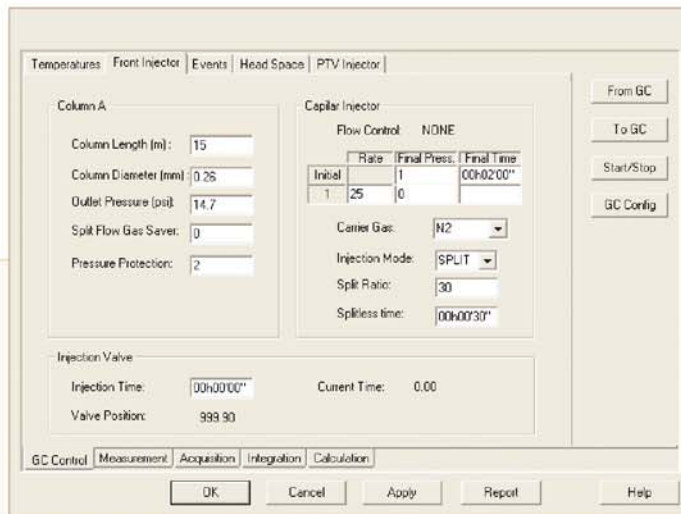 Temperatures Front Injector Events Head Space PTV Injector
Column A
Column Length (m) : 15
Column Diameter (mm) : 0.26
Outlet Pressure (psi): 14.7
Split Flow Gas Saver: 0
Pressure Protection: 2
Capilar Injector
Flow Control: NONE
Rate Final Press. Final Time
Initial 1 00h02'00"
1 25 0
Carrier Gas: N2
Injection Mode: SPLIT
Split Ratio: 30
Splitless time: 00h00'30"
From GC
To GC
Start/Stop
GC Config
Injection Valve
Injection Time: 00h00'00" Current Time: 0.00
Valve Position: 999.90
GC Control Measurement Acquisition Integration Calculation
OK Cancel Apply Report Help